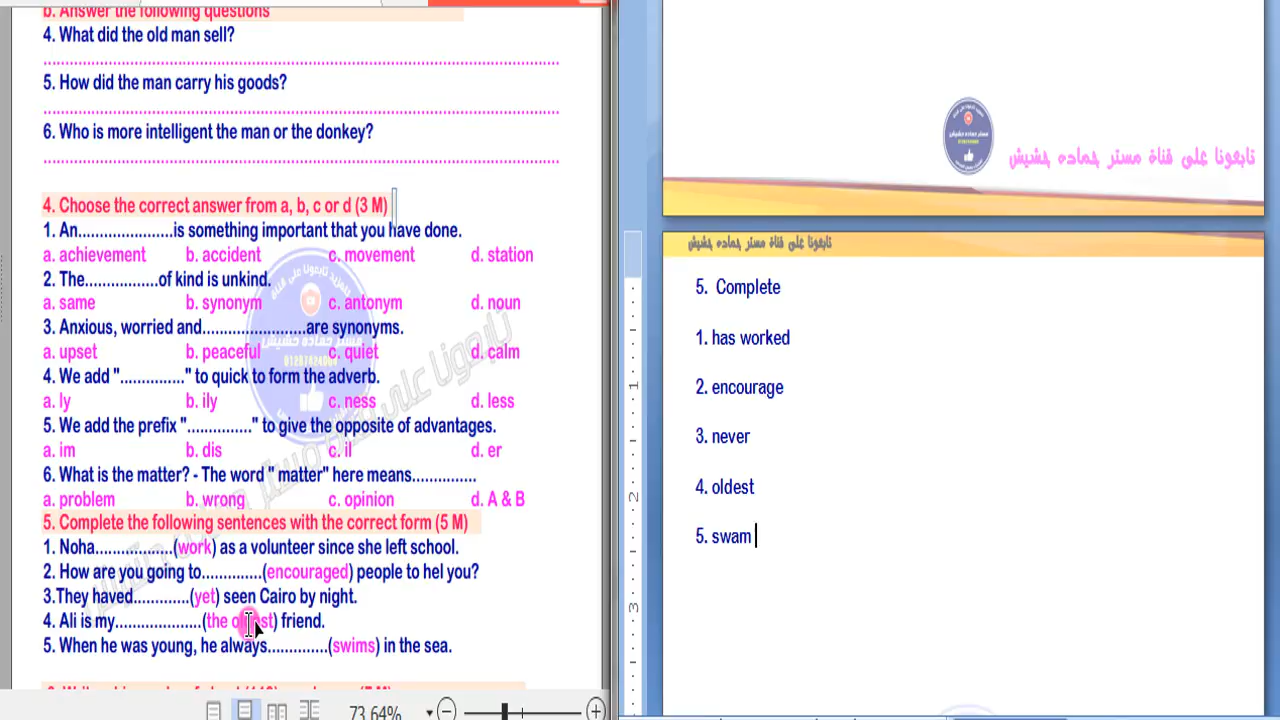 b. Answer the following questions
4. What did the old man sell?
5. How did the man carry his goods?
6. Who is more intelligent the man or the donkey?
4. Choose the correct answer from a, b, c or d (3 M)
1. An......................is something important that you have done.
a. achievement b. accident c. movement d. station
2. The.................of kind is unkind.
a. same b. synonym c. antonym d. noun
3. Anxious, worried and........................are synonyms.
a. upset b. peaceful c. quiet d. calm
4. We add "..............." to quick to form the adverb.
a. ly b. ily c. ness d. less
5. We add the prefix "..............." to give the opposite of advantages.
a. im b. dis c. il d. er
6. What is the matter? - The word " matter" here means...............
a. problem b. wrong c. opinion d. A & B
5. Complete the following sentences with the correct form (5 M)
1. Noha..................(work) as a volunteer since she left school.
2. How are you going to..............(encouraged) people to hel you?
3.They haved.............(yet) seen Cairo by night.
4. Ali is my....................(the oldest) friend.
5. When he was young, he always..............(swims) in the sea.
73.64%
تابعونا على قناة مستر حماده حشيش
تابعونا على قناة مستر حماده حشيش
5. Complete
1. has worked
2. encourage
3. never
4. oldest
5. swam
1
2
3